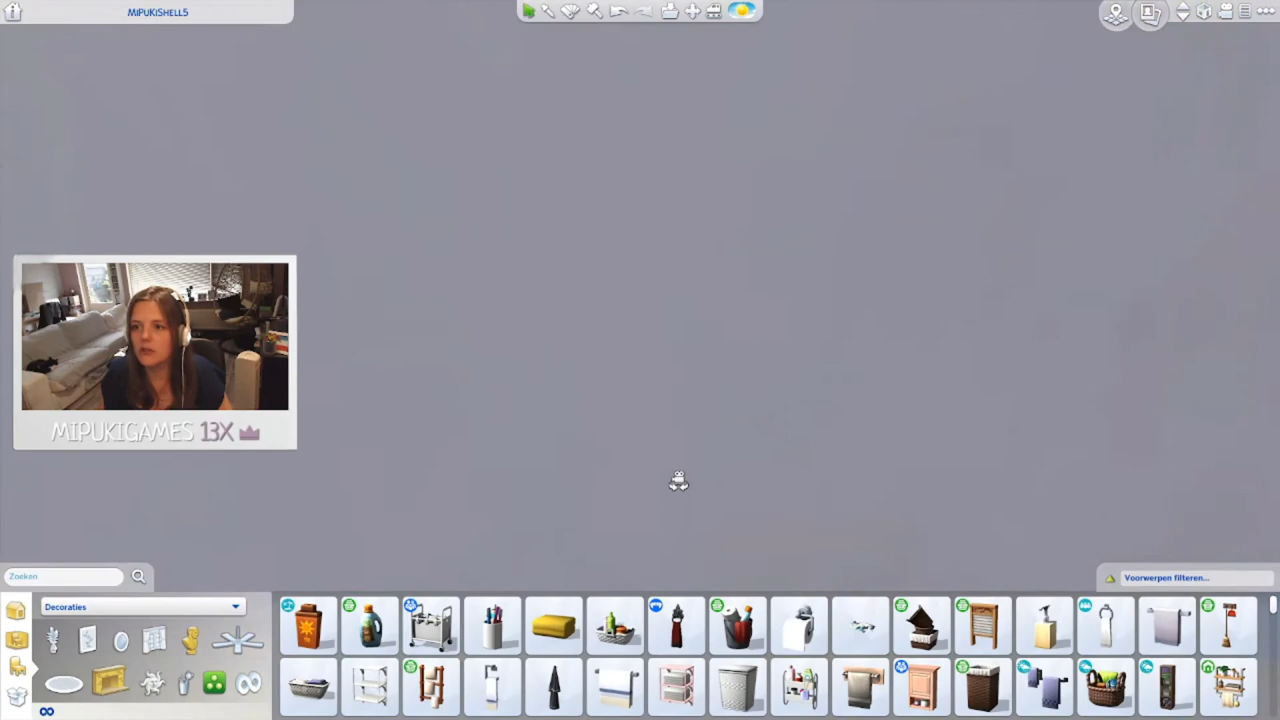 MIPUKISHELL5
MIPUKIGAMES 13X
Zoeken
Voorwerpen filteren...
Decoraties